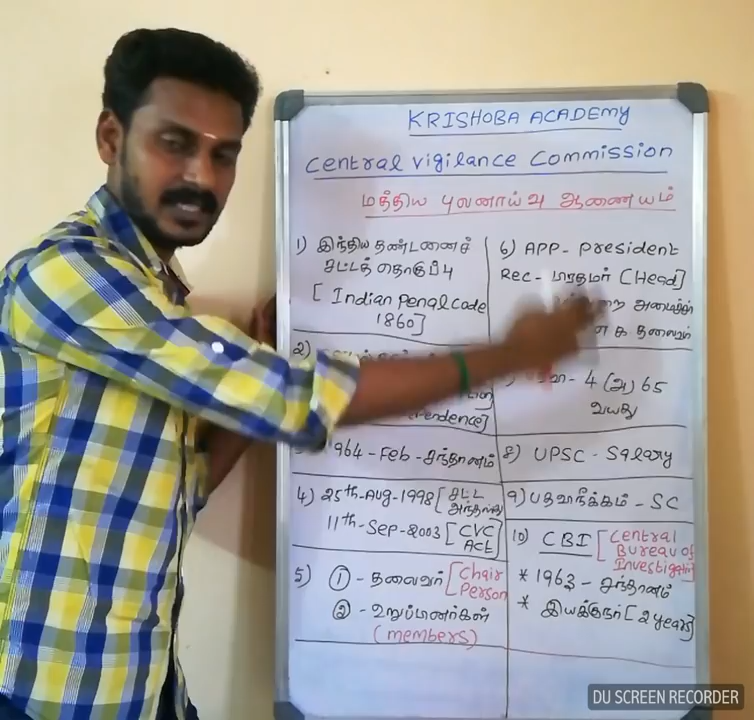 KRISHOBA ACADEMY
Central Vigilance Commission
மத்திய புலனாய்வு ஆணையம்
1) இந்திய தண்டனைச்
சட்டத் தொகுப்பு
[ Indian Penal Code
1860]
2)
1964 - Feb - சந்தானம்
4) 25th-Aug-1998 [சட்ட
அந்தஸ்து
11th-Sep-2003 [CVC
ACT]
5) ① - தலைவர் [Chair
Person
② - உறுப்பினர்கள்
(members)
6) APP - President
Rec - பிரதமர் [Head]
அமைச்சர்
தலைவர்
4 (அ) 65
வயது
8) UPSC - Salary
9) பதவிநீக்கம் - SC
10) CBI [Central
Bureau of
Investigation]
* 1963 - சந்தானம்
* இயக்குநர் [2 years]
DU SCREEN RECORDER